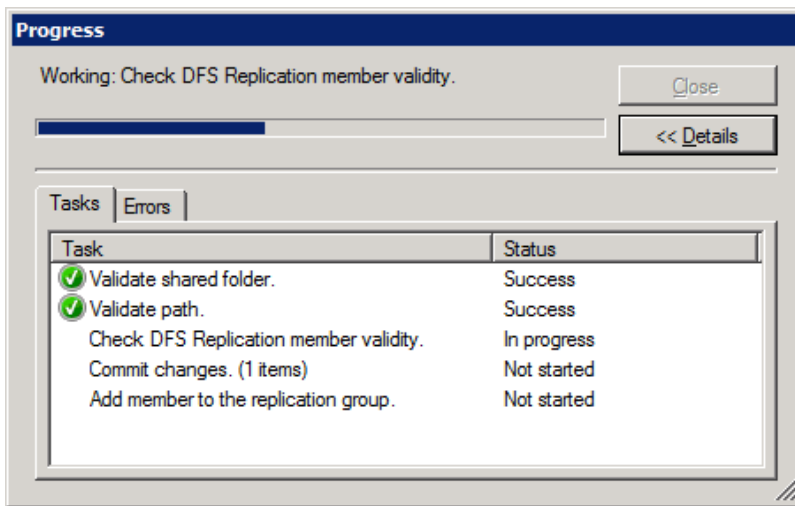 Progress
Working: Check DFS Replication member validity.
Close
<< Details
Tasks Errors
Task Status
Validate shared folder. Success
Validate path. Success
Check DFS Replication member validity. In progress
Commit changes. (1 items) Not started
Add member to the replication group. Not started